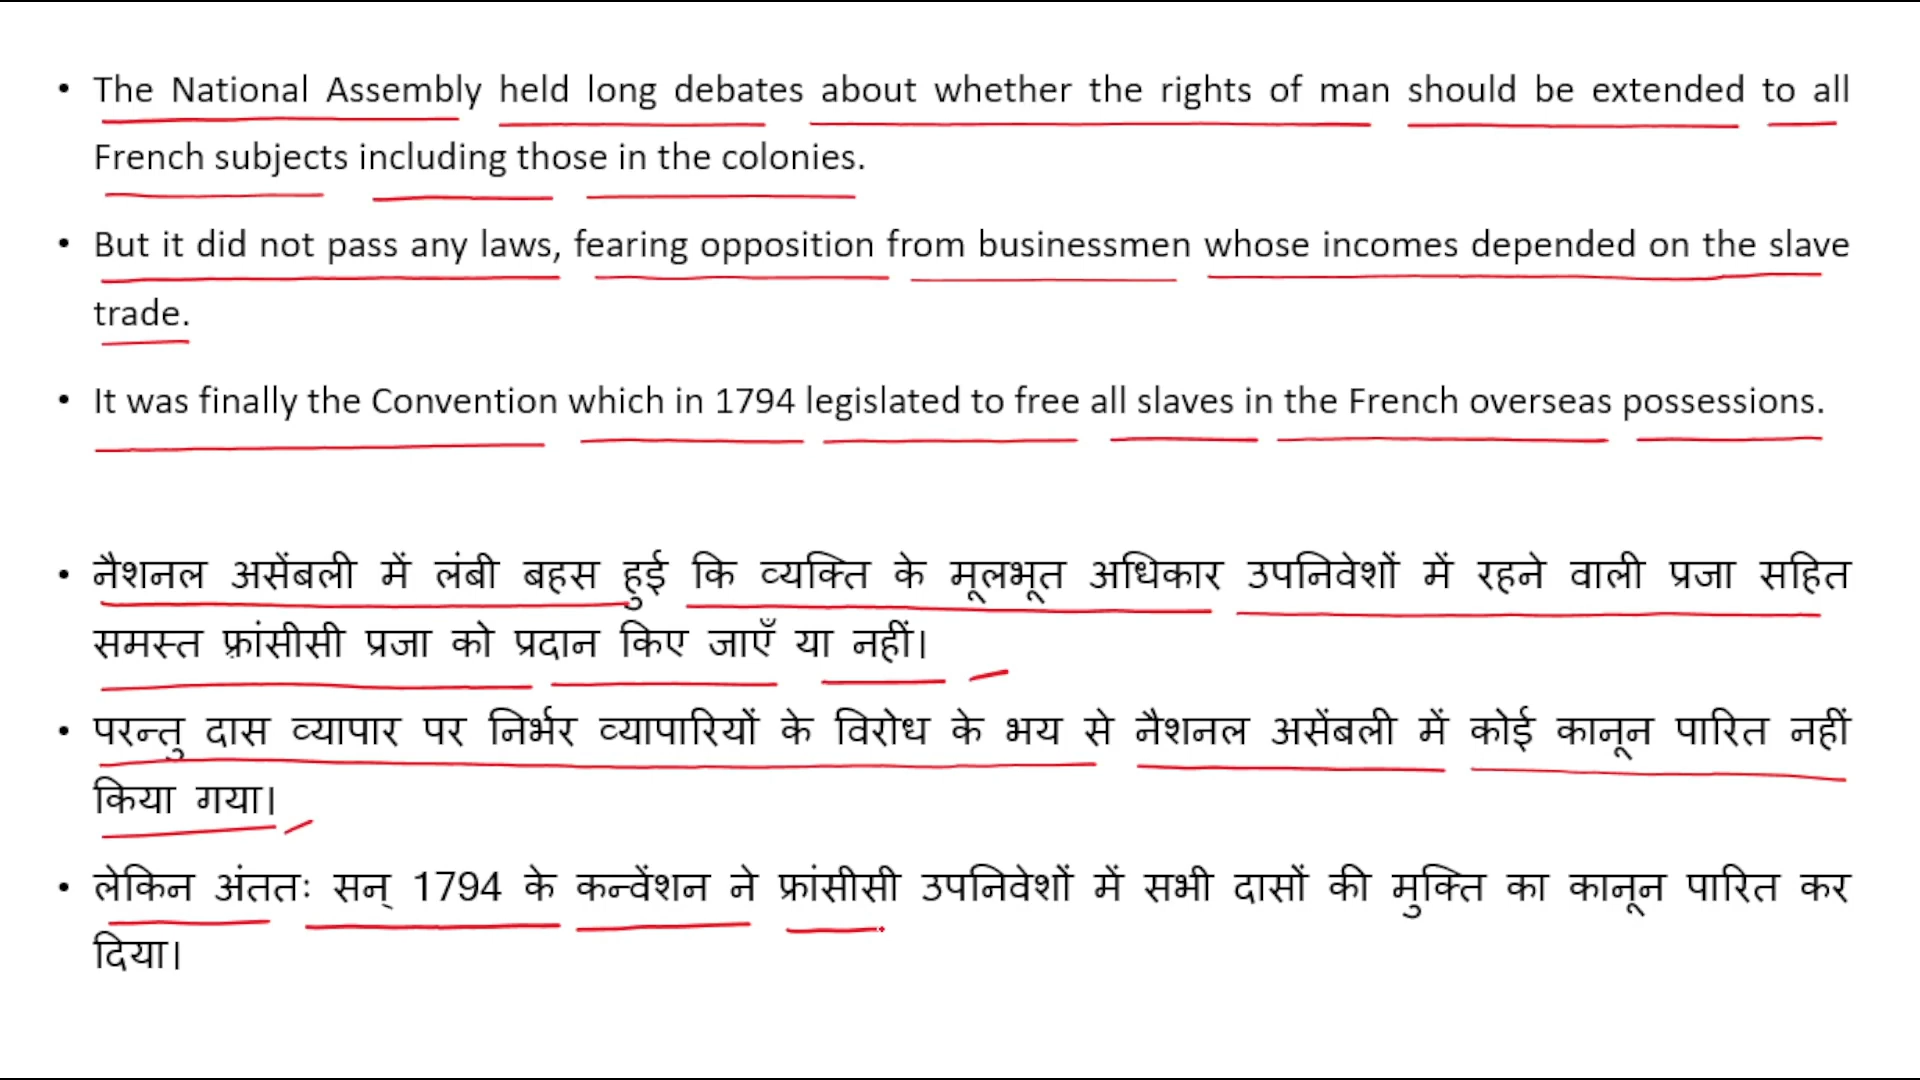 • The National Assembly held long debates about whether the rights of man should be extended to all
French subjects including those in the colonies.
• But it did not pass any laws, fearing opposition from businessmen whose incomes depended on the slave
trade.
• It was finally the Convention which in 1794 legislated to free all slaves in the French overseas possessions.
• नैशनल असेंबली में लंबी बहस हुई कि व्यक्ति के मूलभूत अधिकार उपनिवेशों में रहने वाली प्रजा सहित
समस्त फ़्रांसीसी प्रजा को प्रदान किए जाएँ या नहीं।
• परन्तु दास व्यापार पर निर्भर व्यापारियों के विरोध के भय से नैशनल असेंबली में कोई कानून पारित नहीं
किया गया।
• लेकिन अंततः सन् 1794 के कन्वेंशन ने फ्रांसीसी उपनिवेशों में सभी दासों की मुक्ति का कानून पारित कर
दिया।